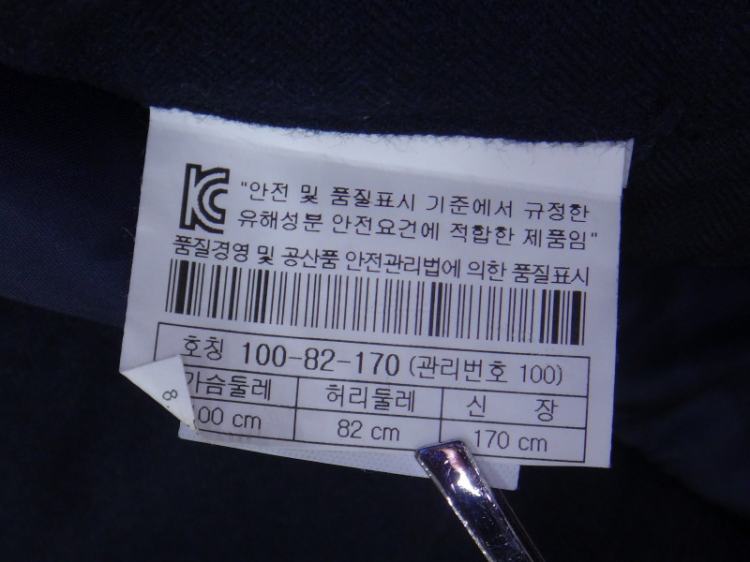 KC "안전 및 품질표시 기준에서 규정한
유해성분 안전요건에 적합한 제품임"
품질경영 및 공산품 안전관리법에 의한 품질표시
호칭 100-82-170 (관리번호 100)
가슴둘레 허리둘레 신 장
00 cm 82 cm 170 cm
8